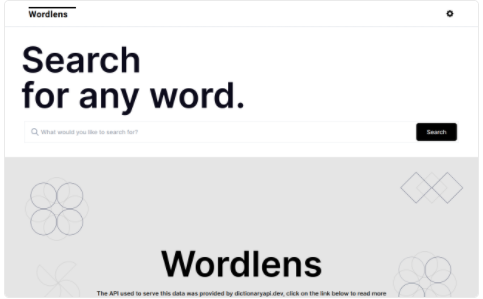 Wordlens
Search
for any word.
What would you like to search for?
Search
Wordlens
The API used to serve this data was provided by dictionaryapi.dev, click on the link below to read more